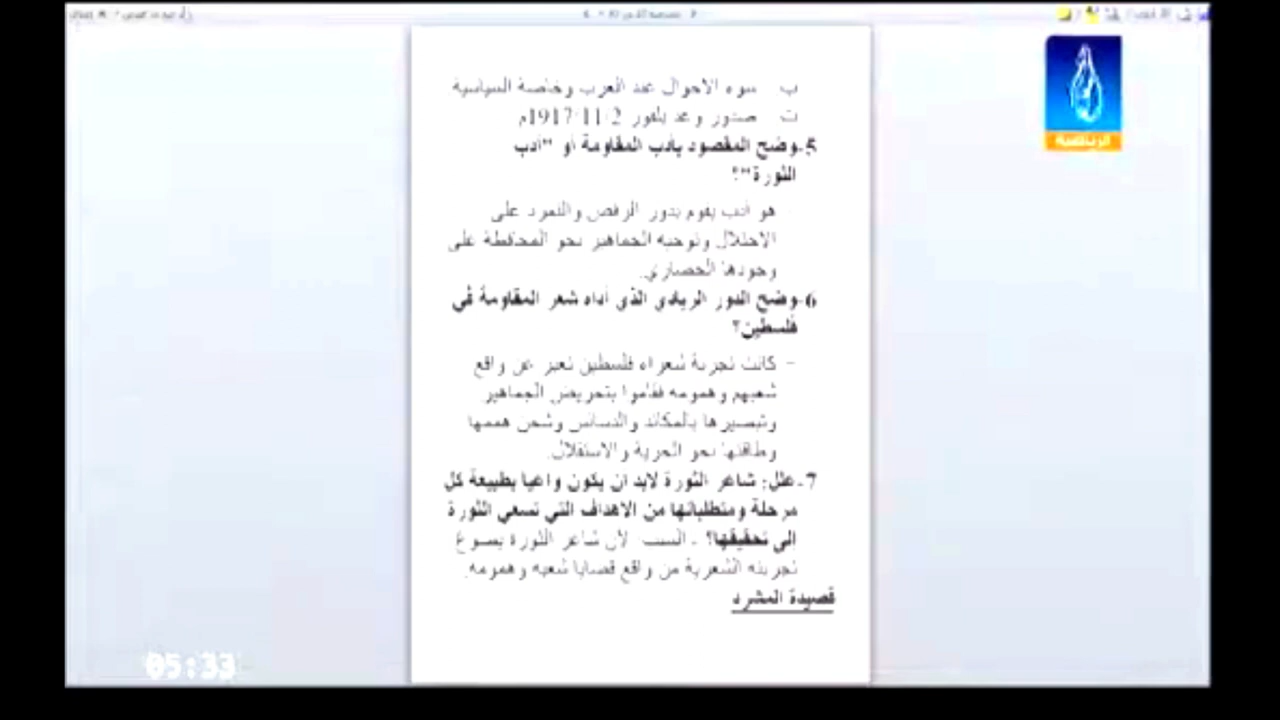 ب - سوء الاحوال عند العرب وخاصة السياسية
ت - صدور وعد بلفور 2/11/1917م
5-وضح المقصود بأدب المقاومة أو "أدب
الثورة"؟
- هو أدب يقوم بدور الرفض والتمرد على
الاحتلال وتوجيه الجماهير نحو المحافظة على
وجودها الحضاري.
6-وضح الدور الريادي الذي أداه شعر المقاومة في
فلسطين؟
- كانت تجربة شعراء فلسطين تعبر عن واقع
شعبهم وهمومه فقاموا بتحريض الجماهير
وتبصيرها بالمكائد والدسائس وشحن هممها
وطاقتها نحو الحرية والاستقلال.
7-علل: شاعر الثورة لابد ان يكون واعيا بطبيعة كل
مرحلة ومتطلباتها من الاهداف التي تسعي الثورة
إلى تحقيقها؟ - السبب: لأن شاعر الثورة يصوغ
تجربته الشعرية من واقع قضايا شعبه وهمومه.
قصيدة المشرد
الرياضية
05:33